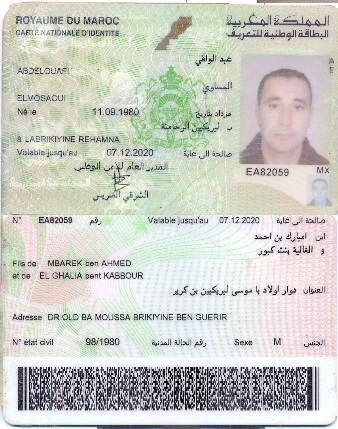 ROYAUME DU MAROC المملكة المغربية
CARTE NATIONALE D'IDENTITE البطاقة الوطنية للتعريف
عبد الوافي
ABDELOUAFI
المساوي
ELMOSAOUI
Né le 11.09.1980 مزداد بتاريخ
ب لبريكيين الرحامنة
à LABRIKIYINE REHAMNA
Valable jusqu'au 07.12.2020 صالحة الى غاية
المدير العام للأمن الوطني
الشرقي الضريس
EA82059
MX
N° EA82059 رقم Valable jusqu'au 07.12.2020 صالحة الى غاية
ابن امبارك بن احمد
و الغالية بنت كبور
Fils de MBAREK ben AHMED
et de EL GHALIA bent KABBOUR
العنوان دوار اولاد با موسى لبريكيين بن كرير
Adresse DR OLD BA MOUSSA BRIKIYINE BEN GUERIR
N° état civil 98/1980 رقم الحالة المدنية Sexe M الجنس